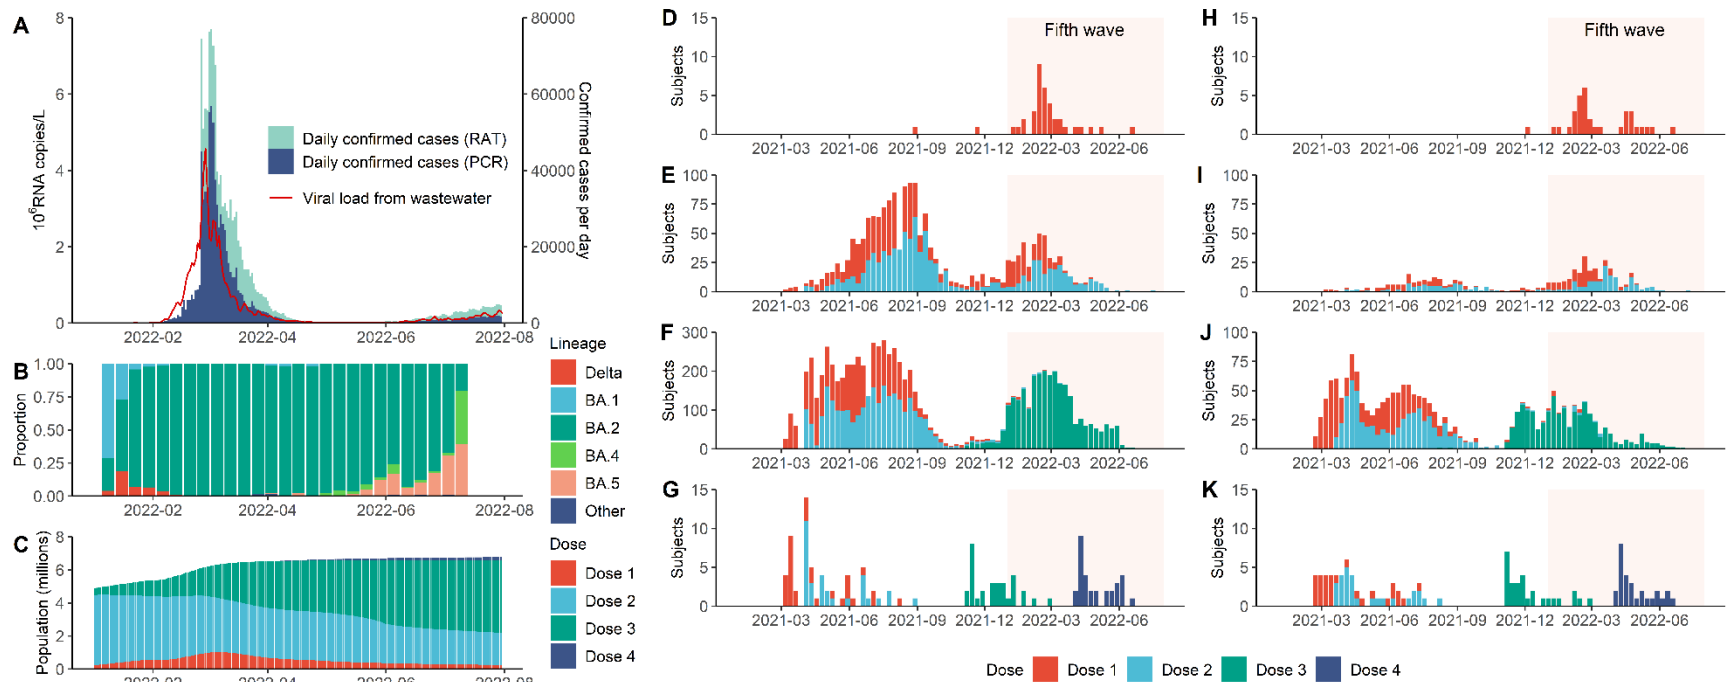 A
8
6
4
2
0
10⁶RNA copies/L
80000
60000
40000
20000
0
Confirmed cases per day
Daily confirmed cases (RAT)
Daily confirmed cases (PCR)
Viral load from wastewater
2022-02
2022-04
2022-06
2022-08
B
1.00
0.75
0.50
0.25
0.00
Proportion
2022-02
2022-04
2022-06
2022-08
Lineage
Delta
BA.1
BA.2
BA.4
BA.5
Other
C
8
6
4
2
0
Population (millions)
2022-02
2022-04
2022-06
2022-08
Dose
Dose 1
Dose 2
Dose 3
Dose 4
D
15
10
5
0
Subjects
Fifth wave
2021-03
2021-06
2021-09
2021-12
2022-03
2022-06
E
100
75
50
25
0
Subjects
2021-03
2021-06
2021-09
2021-12
2022-03
2022-06
F
300
200
100
0
Subjects
2021-03
2021-06
2021-09
2021-12
2022-03
2022-06
G
15
10
5
0
Subjects
2021-03
2021-06
2021-09
2021-12
2022-03
2022-06
H
15
10
5
0
Subjects
Fifth wave
2021-03
2021-06
2021-09
2021-12
2022-03
2022-06
I
100
75
50
25
0
Subjects
2021-03
2021-06
2021-09
2021-12
2022-03
2022-06
J
100
75
50
25
0
Subjects
2021-03
2021-06
2021-09
2021-12
2022-03
2022-06
K
15
10
5
0
Subjects
2021-03
2021-06
2021-09
2021-12
2022-03
2022-06
Dose
Dose 1
Dose 2
Dose 3
Dose 4